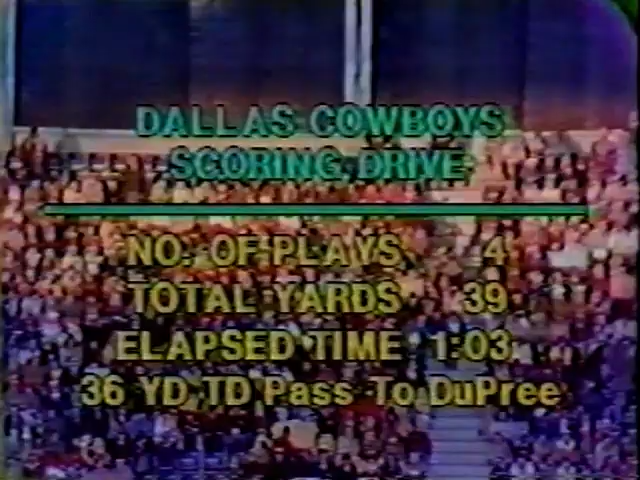 DALLAS COWBOYS
SCORING DRIVE
NO. OF PLAYS 4
TOTAL YARDS 39
ELAPSED TIME 1:03
36 YD TD Pass To DuPree